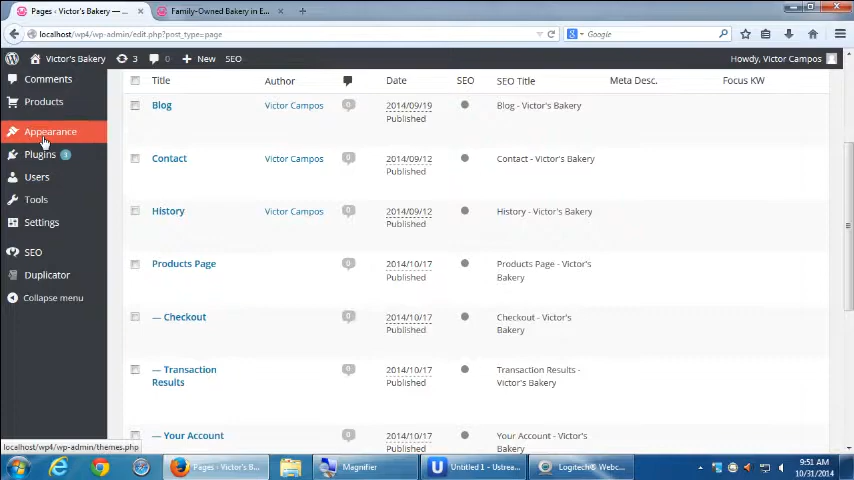 Pages ‹ Victor's Bakery —...
Family-Owned Bakery in E...
localhost/wp4/wp-admin/edit.php?post_type=page
Google
Victor's Bakery
3
New
SEO
Howdy, Victor Campos
Comments
Products
Appearance
Plugins 1
Users
Tools
Settings
SEO
Duplicator
Collapse menu
Title Author Date SEO SEO Title Meta Desc. Focus KW
Blog Victor Campos 0 2014/09/19 Blog - Victor's Bakery
Published
Contact Victor Campos 0 2014/09/12 Contact - Victor's Bakery
Published
History Victor Campos 0 2014/09/12 History - Victor's Bakery
Published
Products Page 0 2014/10/17 Products Page - Victor's
Published Bakery
— Checkout 0 2014/10/17 Checkout - Victor's
Published Bakery
— Transaction 0 2014/10/17 Transaction Results -
Results Published Victor's Bakery
— Your Account 0 2014/10/17 Your Account - Victor's
Published Bakery
localhost/wp4/wp-admin/themes.php
Pages ‹ Victor's B...
Magnifier
Untitled 1 - Ustrea...
Logitech® Webc...
9:51 AM
10/31/2014